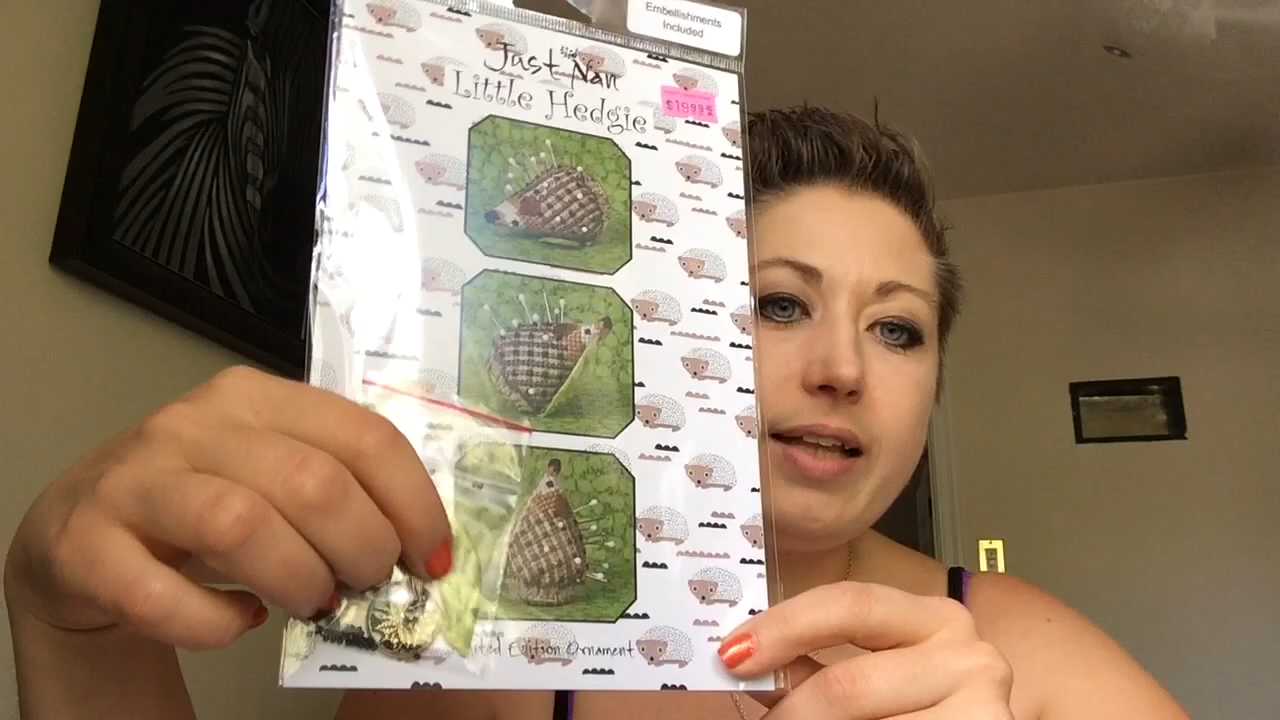 Embellishments
Included
Just Nan
Little Hedgie
$19.99
ited Edition Ornament